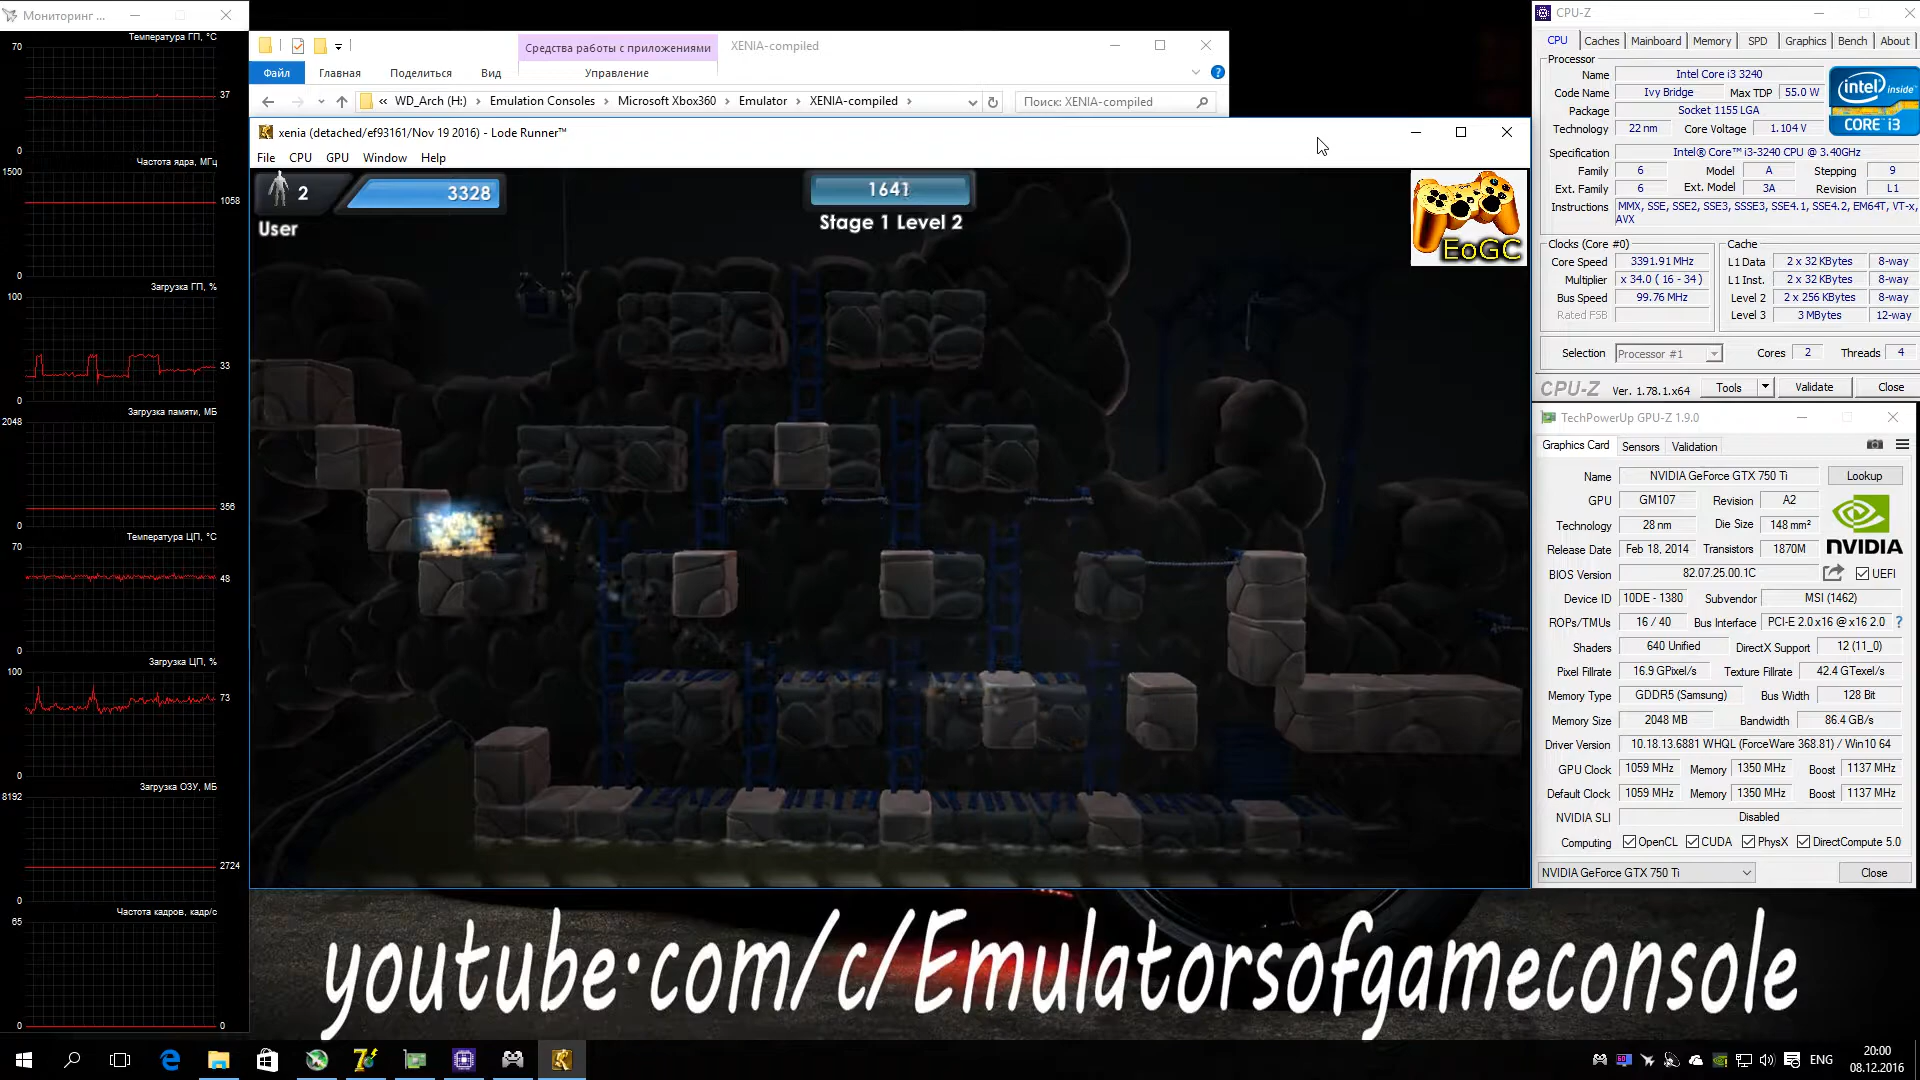 Мониторинг ...
Температура ГП, °C
70
37
0
Частота ядра, МГц
1500
1058
0
Загрузка ГП, %
100
33
0
Загрузка памяти, МБ
2048
356
0
Температура ЦП, °C
70
48
0
Загрузка ЦП, %
100
73
0
Загрузка ОЗУ, МБ
8192
2724
0
Частота кадров, кадр/с
65
0
0
Средства работы с приложениями
XENIA-compiled
Файл
Главная
Поделиться
Вид
Управление
« WD_Arch (H:) > Emulation Consoles > Microsoft Xbox360 > Emulator > XENIA-compiled >
Поиск: XENIA-compiled
xenia (detached/ef93161/Nov 19 2016) - Lode Runner™
File CPU GPU Window Help
2
3328
1641
User
Stage 1 Level 2
EoGC
CPU-Z
CPU Caches Mainboard Memory SPD Graphics Bench About
Processor
Name Intel Core i3 3240
Code Name Ivy Bridge Max TDP 55.0 W
Package Socket 1155 LGA
Technology 22 nm Core Voltage 1.104 V
intel inside™
CORE i3
Specification Intel® Core™ i3-3240 CPU @ 3.40GHz
Family 6 Model A Stepping 9
Ext. Family 6 Ext. Model 3A Revision L1
Instructions MMX, SSE, SSE2, SSE3, SSSE3, SSE4.1, SSE4.2, EM64T, VT-x,
AVX
Clocks (Core #0)
Cache
Core Speed 3391.91 MHz L1 Data 2 x 32 KBytes 8-way
Multiplier x 34.0 ( 16 - 34 ) L1 Inst. 2 x 32 KBytes 8-way
Bus Speed 99.76 MHz Level 2 2 x 256 KBytes 8-way
Rated FSB Level 3 3 MBytes 12-way
Selection Processor #1 Cores 2 Threads 4
CPU-Z Ver. 1.78.1.x64 Tools Validate Close
TechPowerUp GPU-Z 1.9.0
Graphics Card Sensors Validation
Name NVIDIA GeForce GTX 750 Ti Lookup
GPU GM107 Revision A2
Technology 28 nm Die Size 148 mm²
Release Date Feb 18, 2014 Transistors 1870M
NVIDIA
BIOS Version 82.07.25.00.1C UEFI
Device ID 10DE - 1380 Subvendor MSI (1462)
ROPs/TMUs 16 / 40 Bus Interface PCI-E 2.0 x16 @ x16 2.0 ?
Shaders 640 Unified DirectX Support 12 (11_0)
Pixel Fillrate 16.9 GPixel/s Texture Fillrate 42.4 GTexel/s
Memory Type GDDR5 (Samsung) Bus Width 128 Bit
Memory Size 2048 MB Bandwidth 86.4 GB/s
Driver Version 10.18.13.6881 WHQL (ForceWare 368.81) / Win10 64
GPU Clock 1059 MHz Memory 1350 MHz Boost 1137 MHz
Default Clock 1059 MHz Memory 1350 MHz Boost 1137 MHz
NVIDIA SLI Disabled
Computing OpenCL CUDA PhysX DirectCompute 5.0
NVIDIA GeForce GTX 750 Ti Close
youtube.com/c/Emulatorsofgameconsole
ENG
20:00
08.12.2016